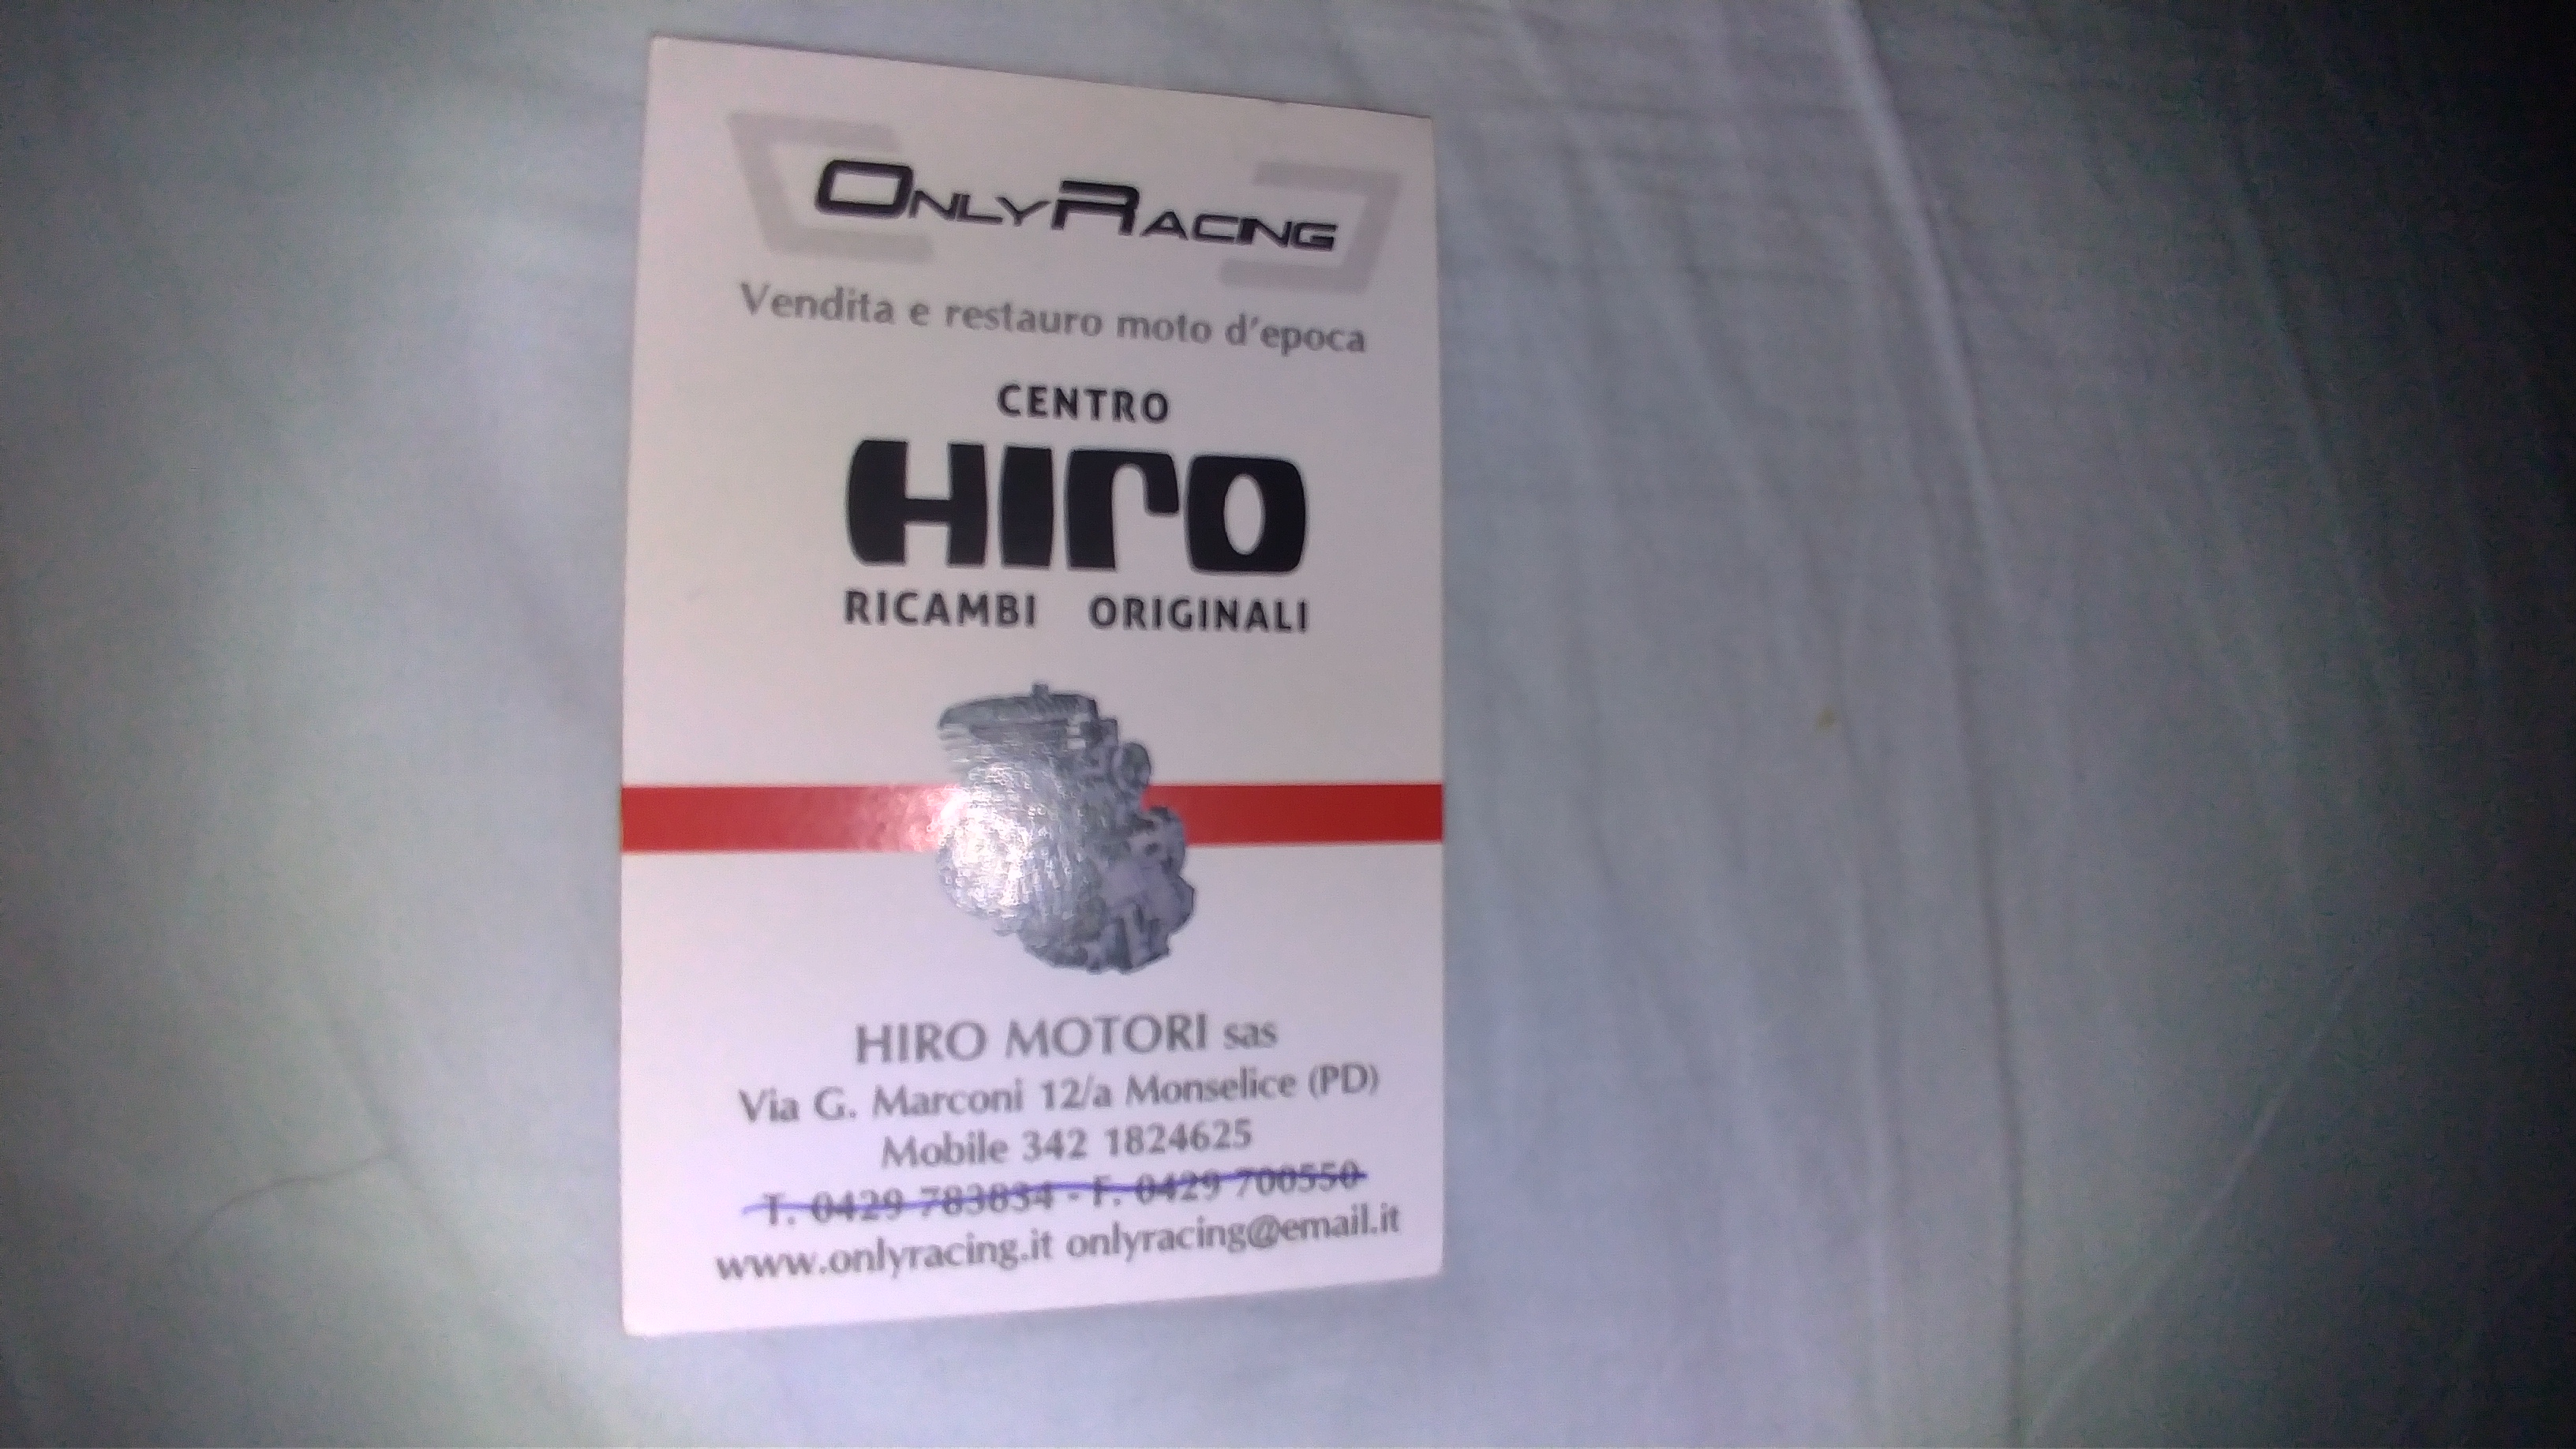 OnlyRacing
Vendita e restauro moto d'epoca
CENTRO
HIRO
RICAMBI ORIGINALI
HIRO MOTORI sas
Via G. Marconi 12/a Monselice (PD)
Mobile 342 1824625
T. 0429 783834 - F. 0429 700550
www.onlyracing.it onlyracing@email.it